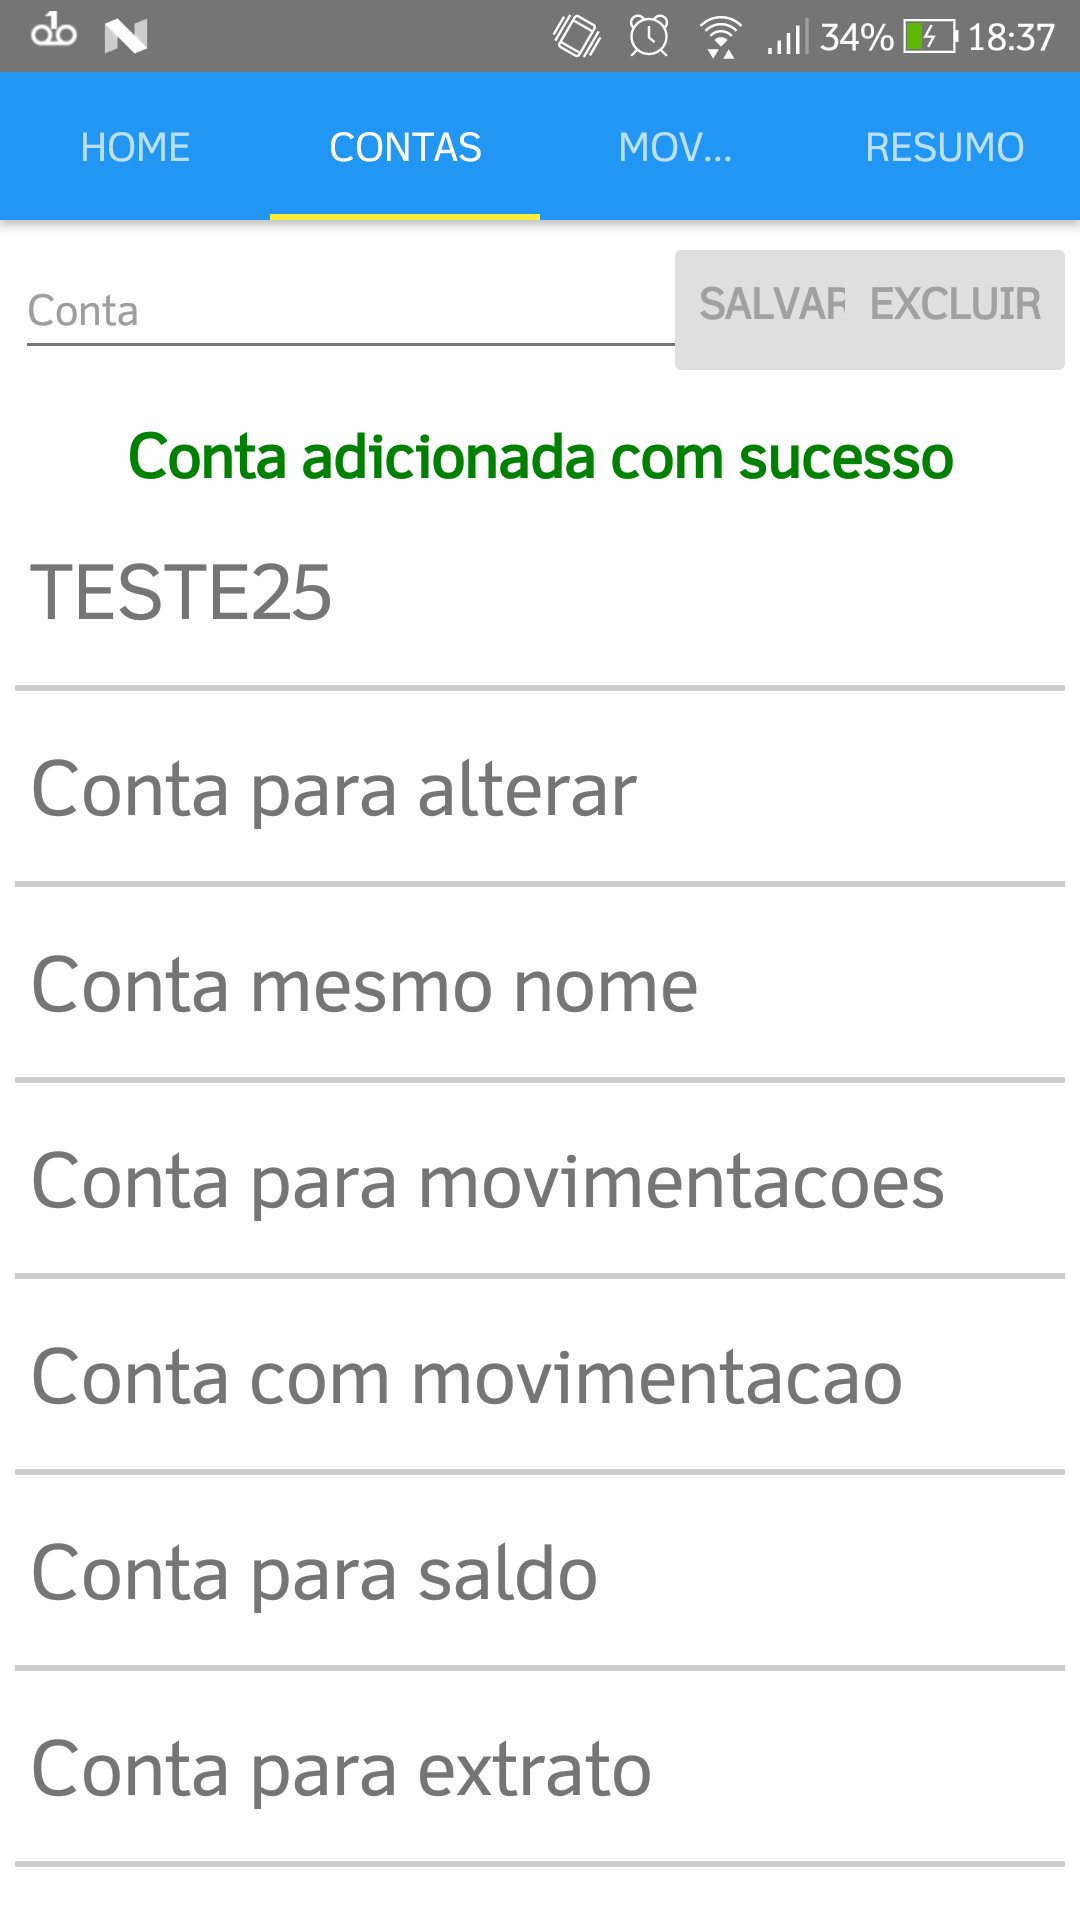 34% 18:37
HOME CONTAS MOV... RESUMO
Conta SALVAR EXCLUIR
Conta adicionada com sucesso
TESTE25
Conta para alterar
Conta mesmo nome
Conta para movimentacoes
Conta com movimentacao
Conta para saldo
Conta para extrato